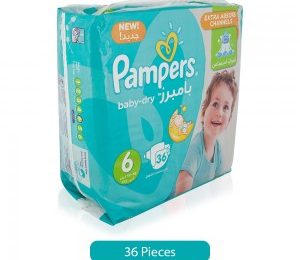 NEW!
جديد!
EXTRA ABSORB
CHANNELS
Pampers
بامبرز
baby-dry
6
36
36 Pieces